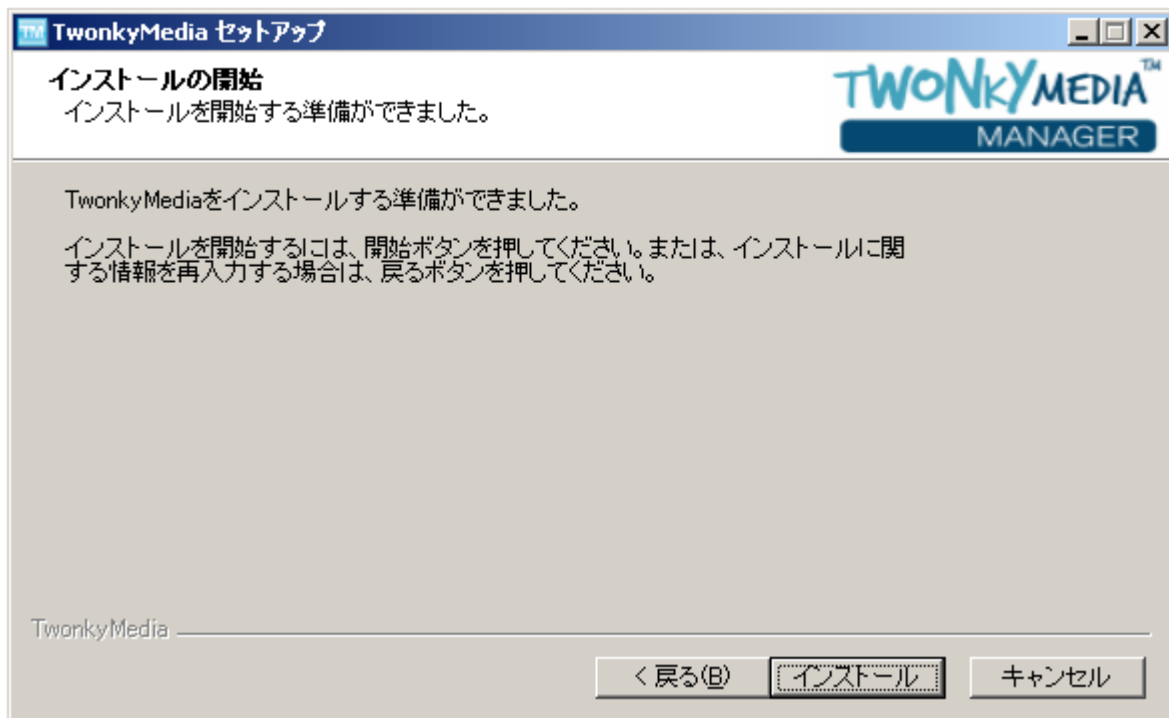 TwonkyMedia セットアップ
インストールの開始
インストールを開始する準備ができました。
TWONKYMEDIA™
MANAGER
TwonkyMediaをインストールする準備ができました。
インストールを開始するには、開始ボタンを押してください。または、インストールに関
する情報を再入力する場合は、戻るボタンを押してください。
TwonkyMedia
< 戻る(B)
インストール
キャンセル